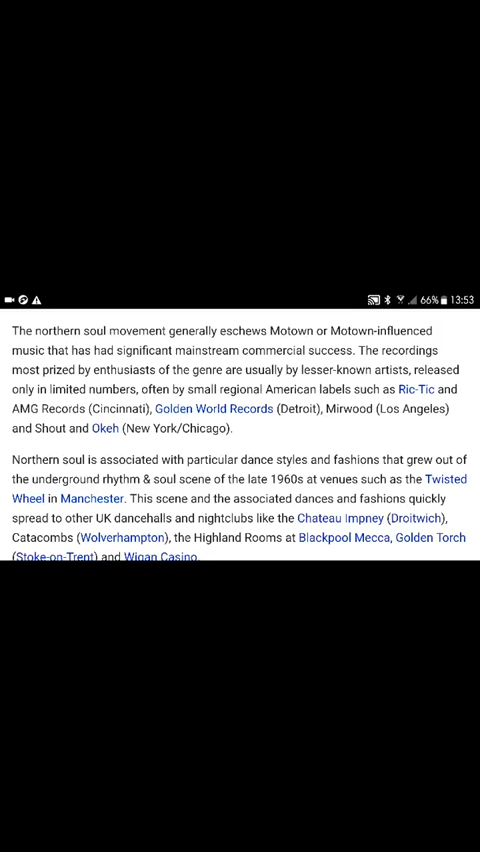 66% 13:53
The northern soul movement generally eschews Motown or Motown-influenced
music that has had significant mainstream commercial success. The recordings
most prized by enthusiasts of the genre are usually by lesser-known artists, released
only in limited numbers, often by small regional American labels such as Ric-Tic and
AMG Records (Cincinnati), Golden World Records (Detroit), Mirwood (Los Angeles)
and Shout and Okeh (New York/Chicago).
Northern soul is associated with particular dance styles and fashions that grew out of
the underground rhythm & soul scene of the late 1960s at venues such as the Twisted
Wheel in Manchester. This scene and the associated dances and fashions quickly
spread to other UK dancehalls and nightclubs like the Chateau Impney (Droitwich),
Catacombs (Wolverhampton), the Highland Rooms at Blackpool Mecca, Golden Torch
(Stoke-on-Trent) and Wigan Casino.